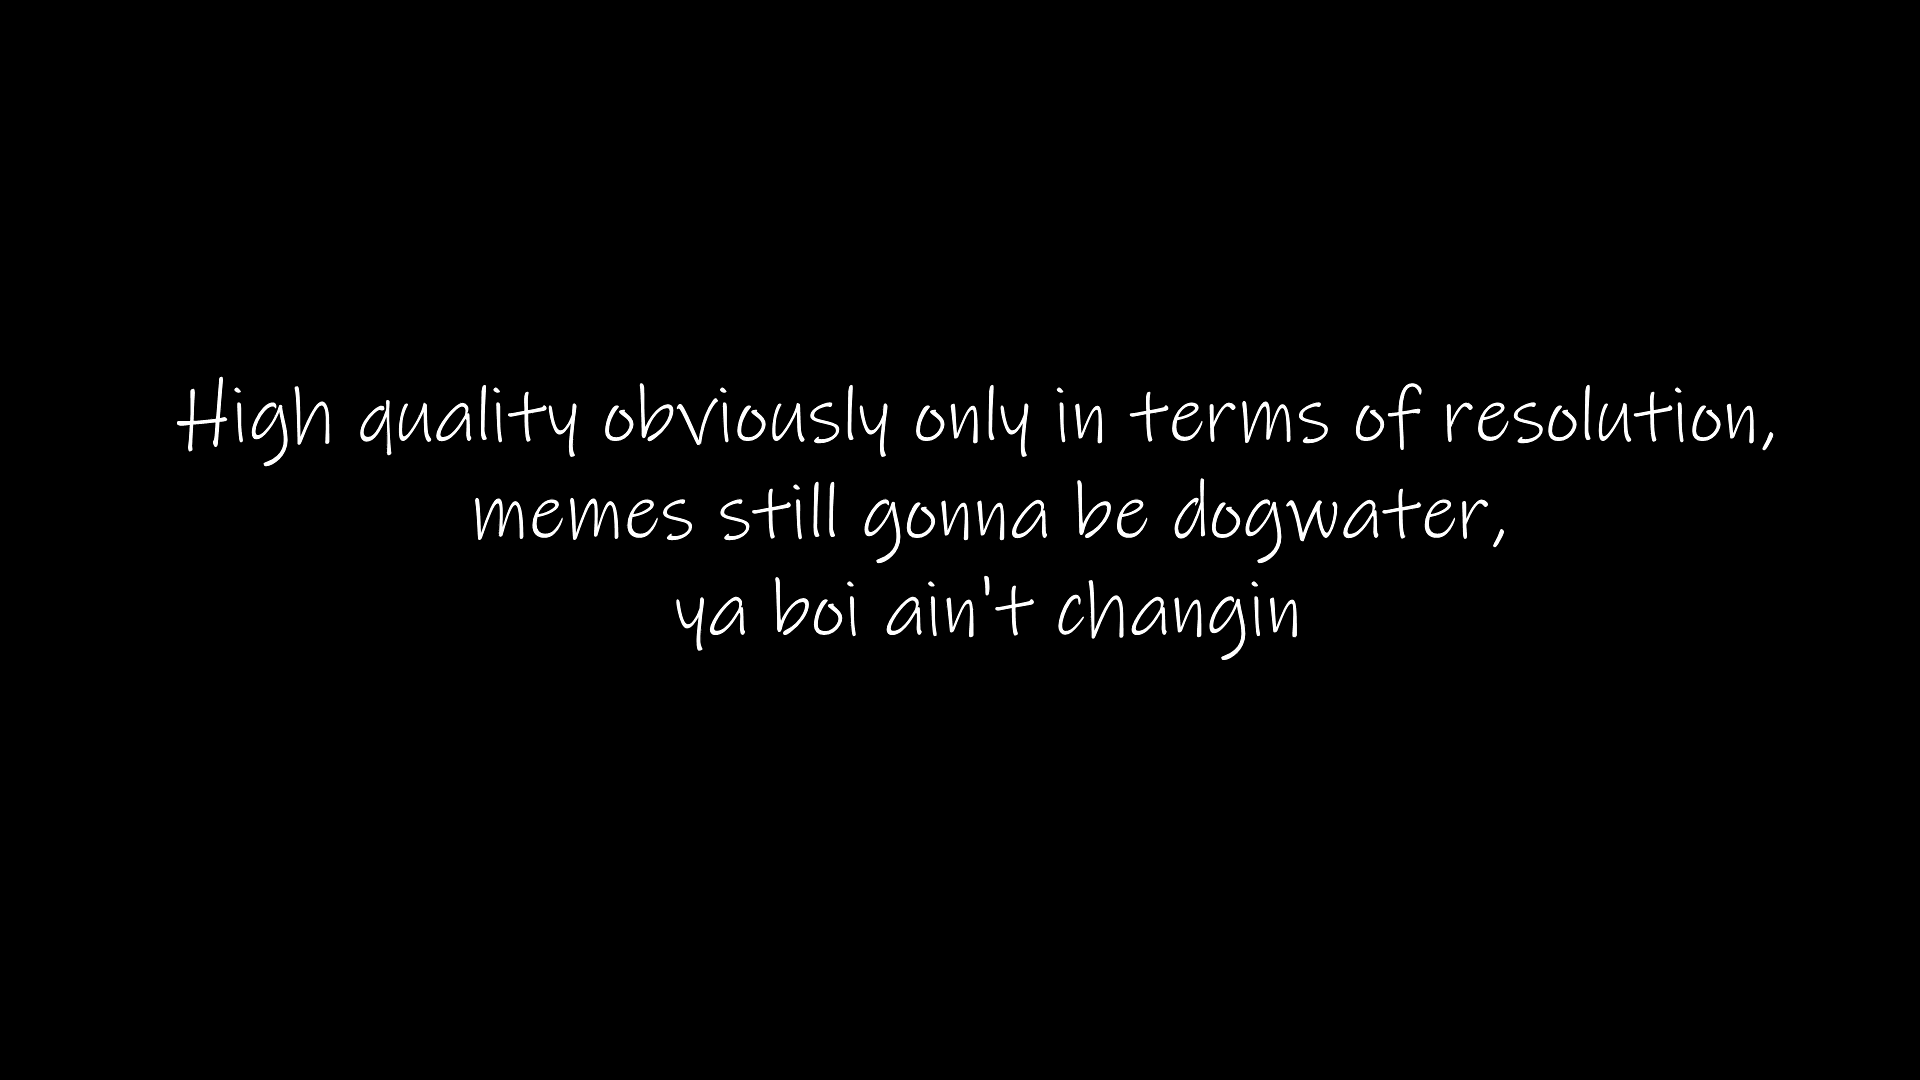 High quality obviously only in terms of resolution,
memes still gonna be dogwater,
ya boi ain't changin